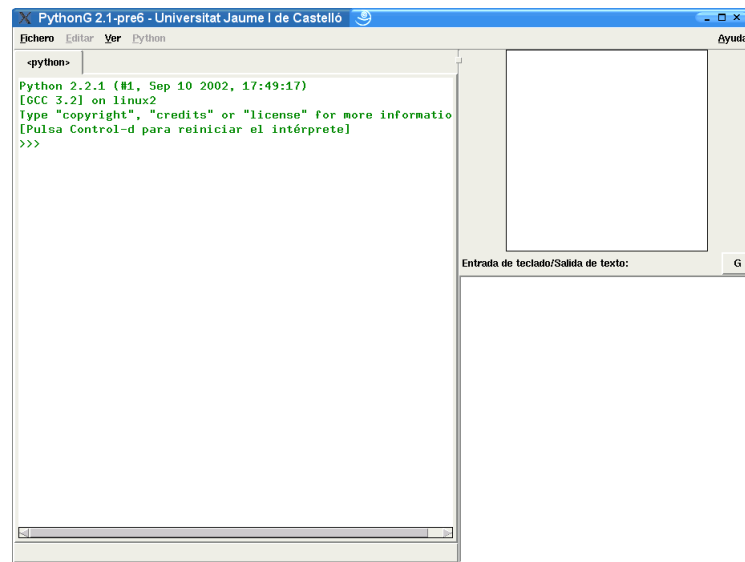 PythonG 2.1-pre6 - Universitat Jaume I de Castelló
Fichero Editar Ver Python Ayuda
<python>
Python 2.2.1 (#1, Sep 10 2002, 17:49:17)
[GCC 3.2] on linux2
Type "copyright", "credits" or "license" for more informatio
[Pulsa Control-d para reiniciar el intérprete]
>>>
Entrada de teclado/Salida de texto: G